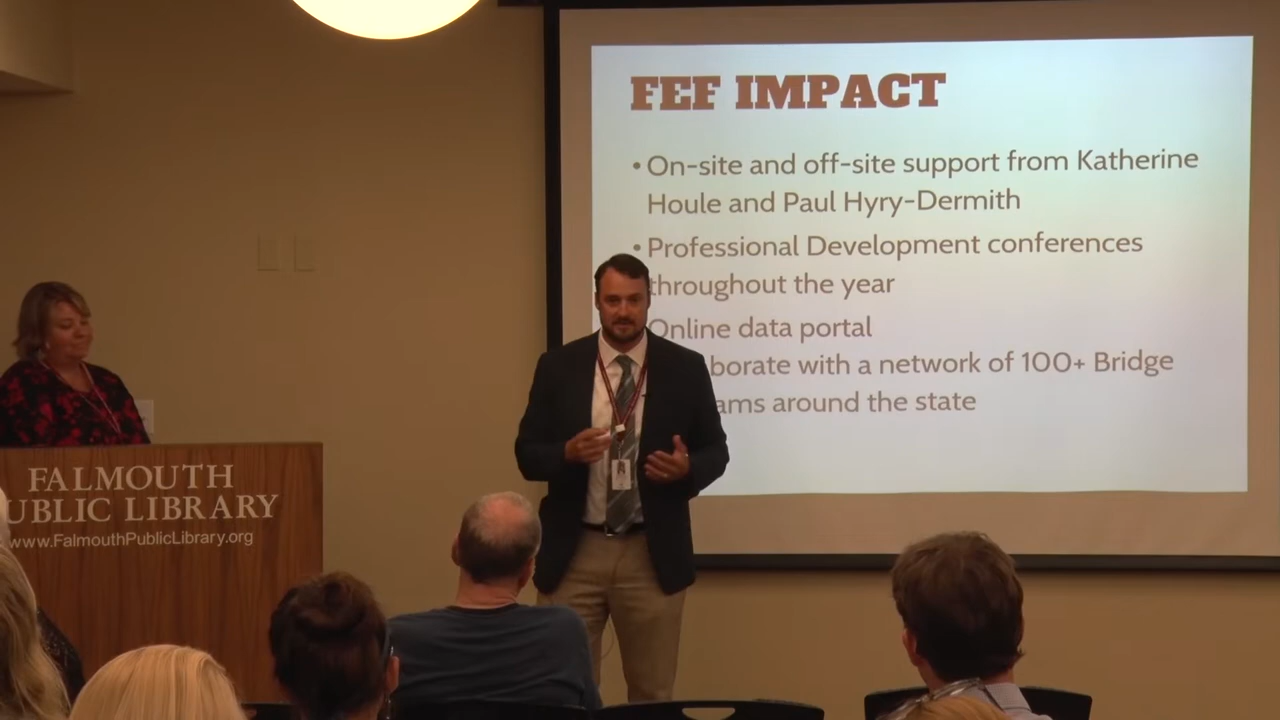 FEF IMPACT
• On-site and off-site support from Katherine
Houle and Paul Hyry-Dermith
• Professional Development conferences
throughout the year
Online data portal
borate with a network of 100+ Bridge
ams around the state
FALMOUTH
UBLIC LIBRARY
www.FalmouthPublicLibrary.org